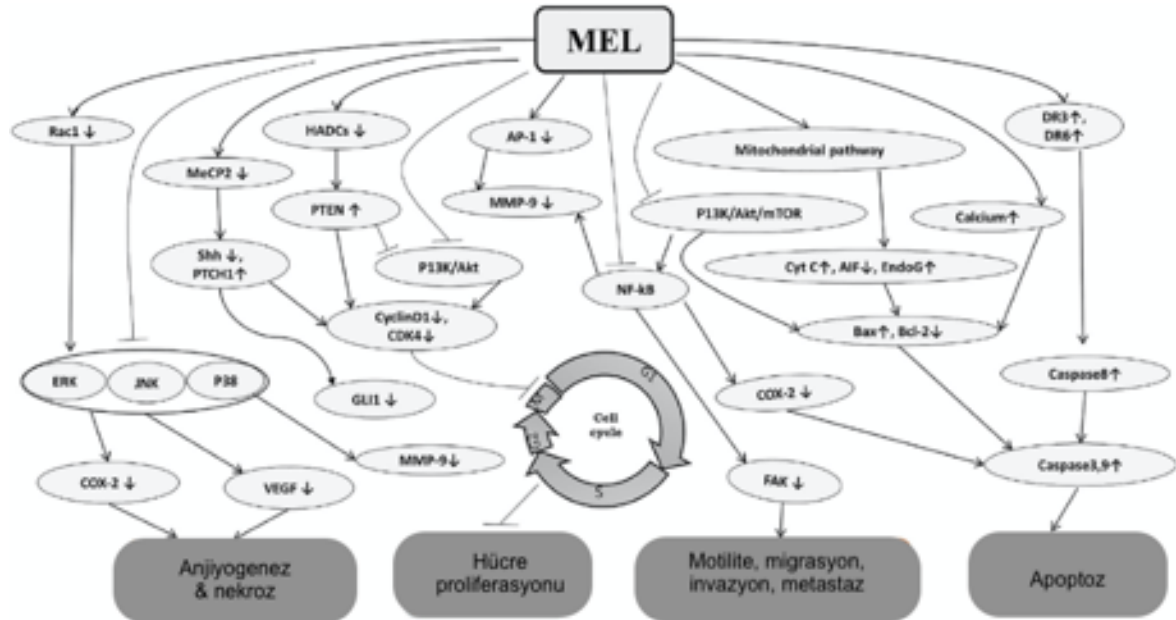 MEL
Rac1 ↓
HADCs ↓
AP-1 ↓
DR3↑,
DR6↑
Mitochondrial pathway
MeCP2 ↓
PTEN ↑
MMP-9 ↓
P13K/Akt/mTOR
Calcium↑
Shh ↓,
PTCH1↑
P13K/Akt
Cyt C↑, AIF↓, EndoG↑
NF-kB
CyclinD1↓,
CDK4↓
Bax↑, Bcl-2↓
ERK
JNK
P38
GLI1 ↓
M
G1
Cell
cycle
G2
S
COX-2 ↓
Caspase8↑
MMP-9↓
COX-2 ↓
VEGF ↓
FAK ↓
Caspase3,9↑
Anjiyogenez
& nekroz
Hücre
proliferasyonu
Motilite, migrasyon,
invazyon, metastaz
Apoptoz